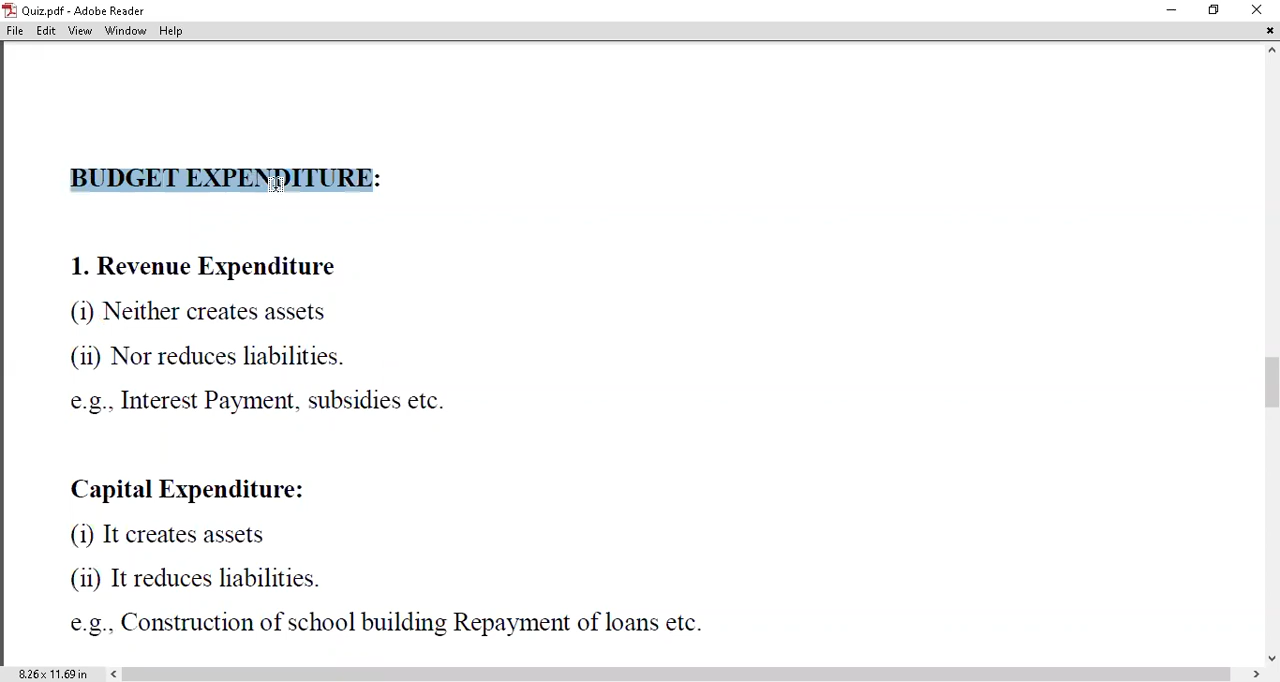 Quiz.pdf - Adobe Reader
File Edit View Window Help
BUDGET EXPENDITURE:
1. Revenue Expenditure
(i) Neither creates assets
(ii) Nor reduces liabilities.
e.g., Interest Payment, subsidies etc.
Capital Expenditure:
(i) It creates assets
(ii) It reduces liabilities.
e.g., Construction of school building Repayment of loans etc.
8.26 x 11.69 in